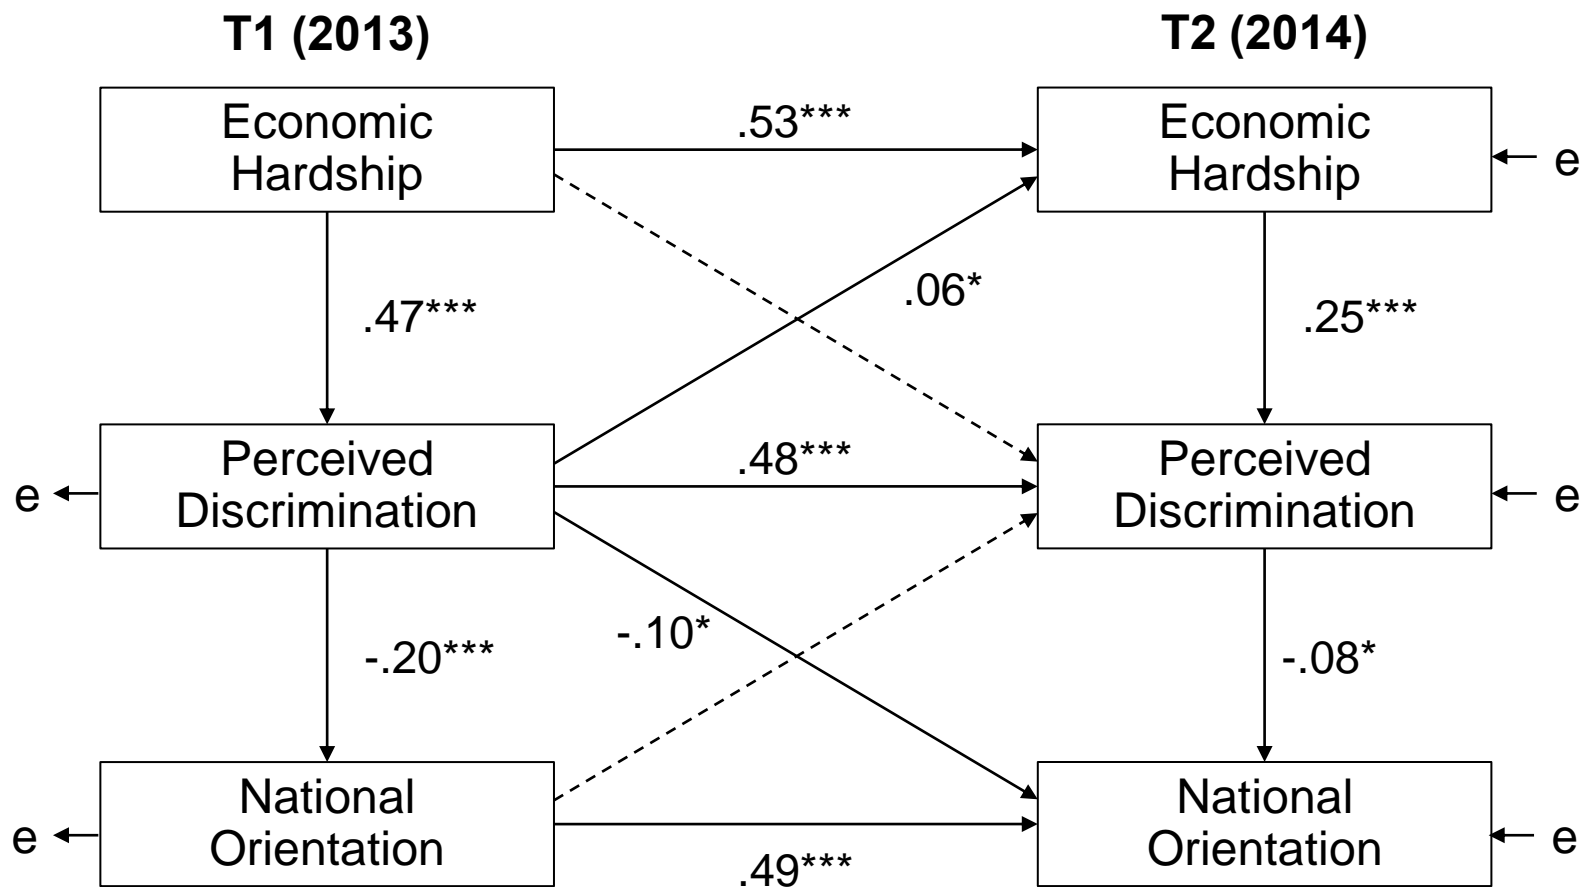 T1 (2013)
T2 (2014)
Economic
Hardship
.53***
Economic
Hardship
e
.47***
.06*
.25***
e
Perceived
Discrimination
.48***
Perceived
Discrimination
e
-.20***
-.10*
-.08*
e
National
Orientation
.49***
National
Orientation
e